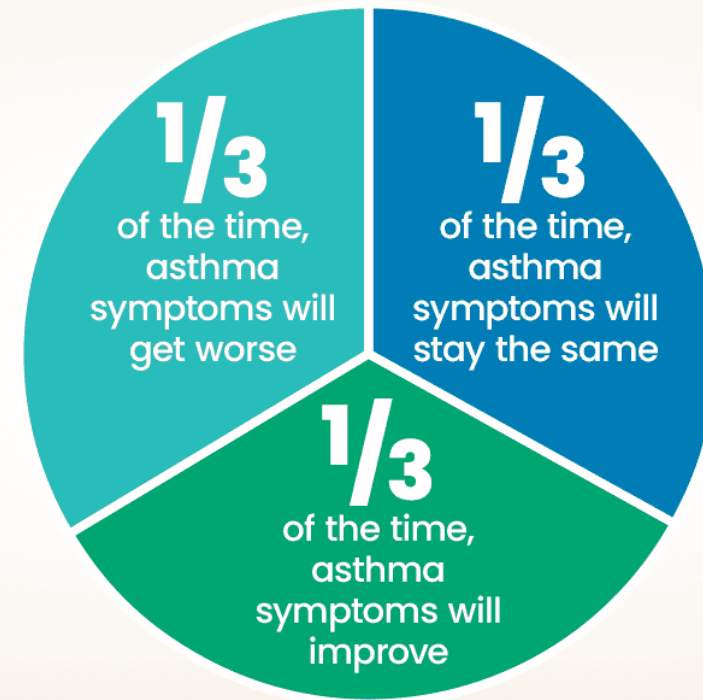 1/3
of the time,
asthma
symptoms will
get worse
1/3
of the time,
asthma
symptoms will
stay the same
1/3
of the time,
asthma
symptoms will
improve